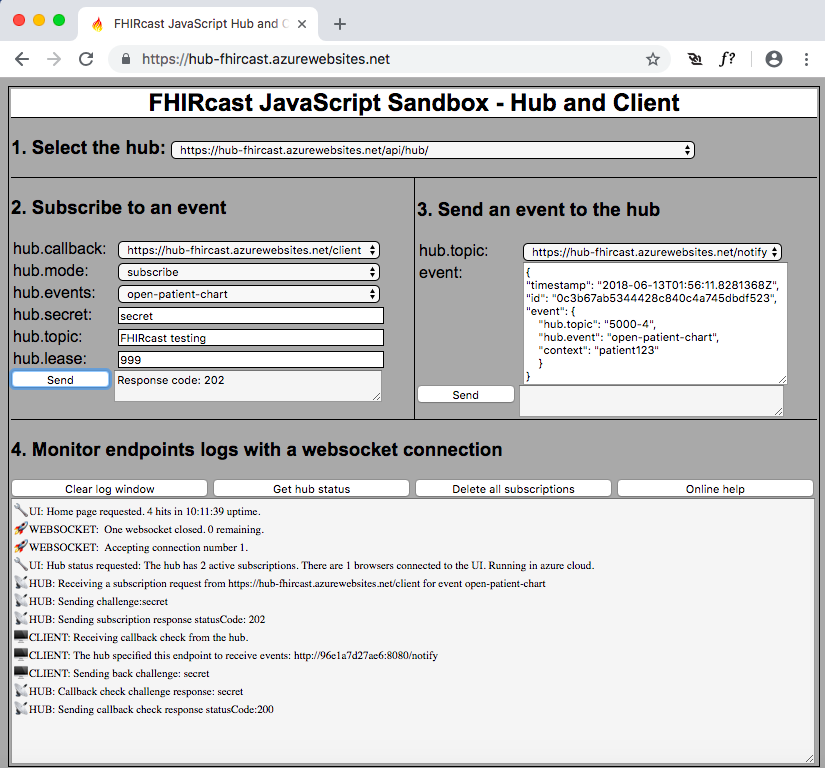 FHIRcast JavaScript Hub and C
https://hub-fhircast.azurewebsites.net
f?
FHIRcast JavaScript Sandbox - Hub and Client
1. Select the hub: https://hub-fhircast.azurewebsites.net/api/hub/
2. Subscribe to an event
hub.callback: https://hub-fhircast.azurewebsites.net/client
hub.mode: subscribe
hub.events: open-patient-chart
hub.secret: secret
hub.topic: FHIRcast testing
hub.lease: 999
Send Response code: 202
3. Send an event to the hub
hub.topic: https://hub-fhircast.azurewebsites.net/notify
event: {
"timestamp": "2018-06-13T01:56:11.8281368Z",
"id": "0c3b67ab5344428c840c4a745dbdf523",
"event": {
"hub.topic": "5000-4",
"hub.event": "open-patient-chart",
"context": "patient123"
}
}
Send
4. Monitor endpoints logs with a websocket connection
Clear log window Get hub status Delete all subscriptions Online help
UI: Home page requested. 4 hits in 10:11:39 uptime.
WEBSOCKET: One websocket closed. 0 remaining.
WEBSOCKET: Accepting connection number 1.
UI: Hub status requested: The hub has 2 active subscriptions. There are 1 browsers connected to the UI. Running in azure cloud.
HUB: Receiving a subscription request from https://hub-fhircast.azurewebsites.net/client for event open-patient-chart
HUB: Sending challenge:secret
HUB: Sending subscription response statusCode: 202
CLIENT: Receiving callback check from the hub.
CLIENT: The hub specified this endpoint to receive events: http://96e1a7d27ae6:8080/notify
CLIENT: Sending back challenge: secret
HUB: Callback check challenge response: secret
HUB: Sending callback check response statusCode:200